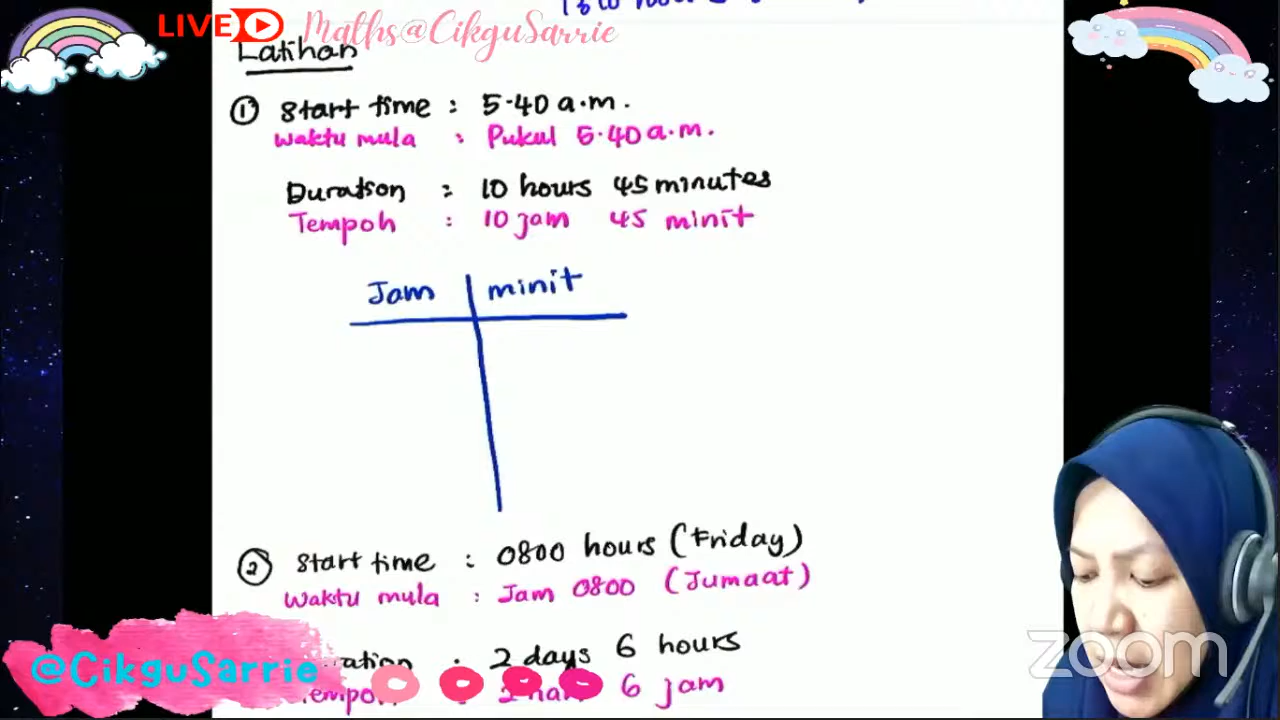 LIVE Maths@CikguSarrie
Latihan
① Start time : 5.40 a.m.
Waktu mula : Pukul 5.40 a.m.
Duration : 10 hours 45 minutes
Tempoh : 10 jam 45 minit
Jam minit
② Start time : 0800 hours (Friday)
Waktu mula : Jam 0800 (Jumaat)
2 days 6 hours
6 jam
@CikguSarrie
zoom